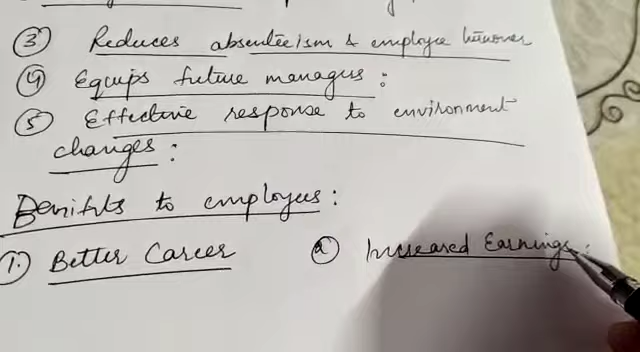 ③ Reduces absenteeism & employee turnover
④ Equips future managers :
⑤ Effective response to environment
changes :
Benifits to employees :
1. Better Career ② Increased Earnings :